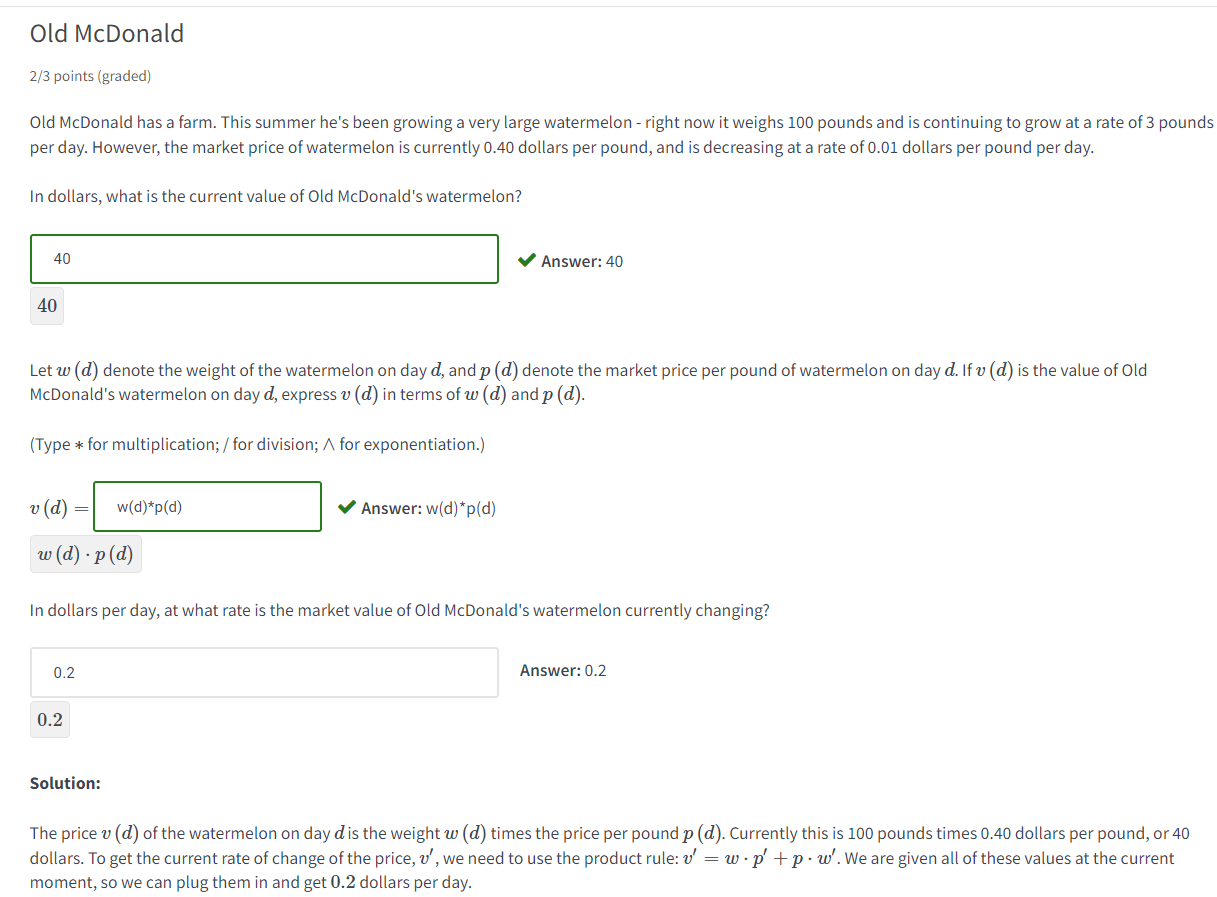 Old McDonald
2/3 points (graded)
Old McDonald has a farm. This summer he's been growing a very large watermelon - right now it weighs 100 pounds and is continuing to grow at a rate of 3 pounds
per day. However, the market price of watermelon is currently 0.40 dollars per pound, and is decreasing at a rate of 0.01 dollars per pound per day.
In dollars, what is the current value of Old McDonald's watermelon?
40 Answer: 40
40
Let w (d) denote the weight of the watermelon on day d, and p (d) denote the market price per pound of watermelon on day d. If v (d) is the value of Old
McDonald's watermelon on day d, express v (d) in terms of w (d) and p (d).
(Type * for multiplication; / for division; ∧ for exponentiation.)
v (d) = w(d)*p(d) Answer: w(d)*p(d)
w (d) · p (d)
In dollars per day, at what rate is the market value of Old McDonald's watermelon currently changing?
0.2 Answer: 0.2
0.2
Solution:
The price v (d) of the watermelon on day d is the weight w (d) times the price per pound p (d). Currently this is 100 pounds times 0.40 dollars per pound, or 40
dollars. To get the current rate of change of the price, v′, we need to use the product rule: v′ = w · p′ + p · w′. We are given all of these values at the current
moment, so we can plug them in and get 0.2 dollars per day.